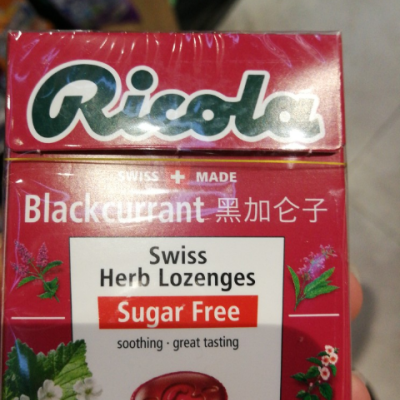 Ricola
SWISS MADE
Blackcurrant 黑加仑子
Swiss
Herb Lozenges
Sugar Free
soothing · great tasting